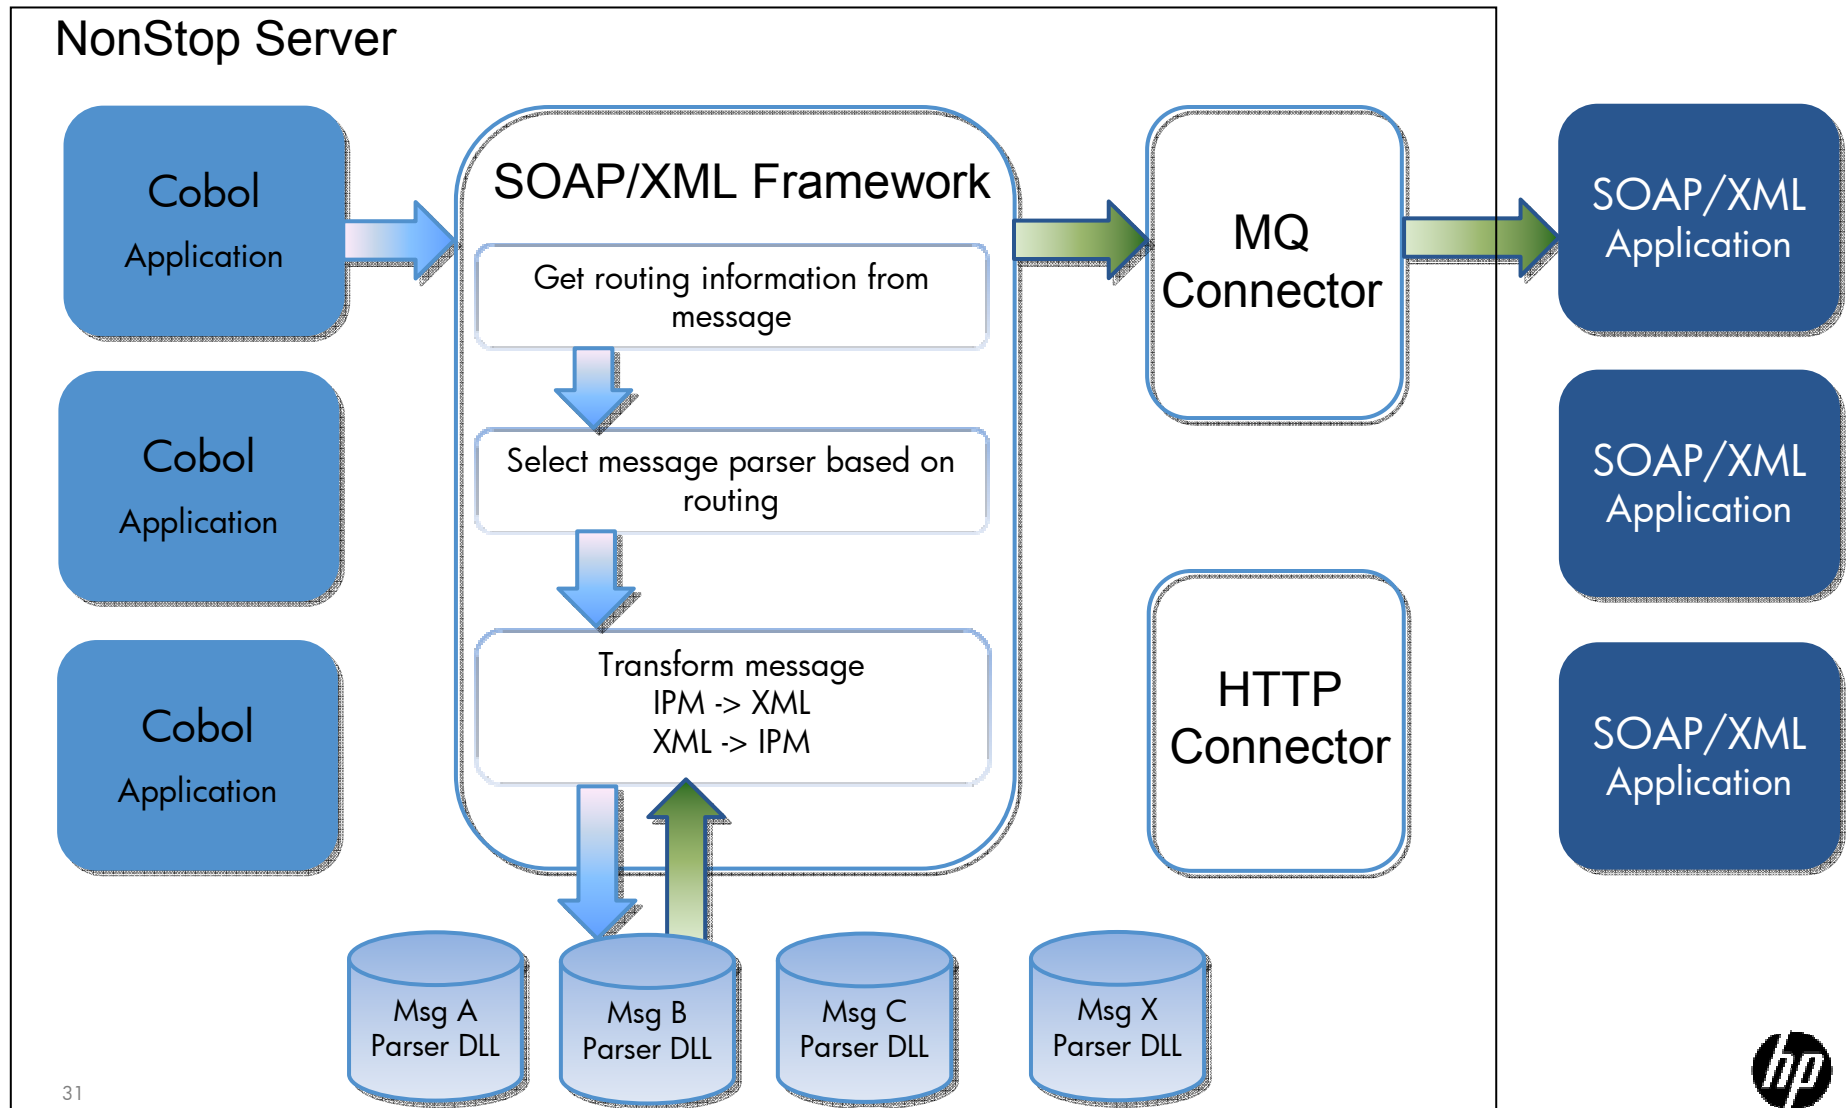 NonStop Server
Cobol
Application
Cobol
Application
Cobol
Application
SOAP/XML Framework
Get routing information from
message
Select message parser based on
routing
Transform message
IPM -> XML
XML -> IPM
MQ
Connector
HTTP
Connector
SOAP/XML
Application
SOAP/XML
Application
SOAP/XML
Application
Msg A
Parser DLL
Msg B
Parser DLL
Msg C
Parser DLL
Msg X
Parser DLL
31
hp